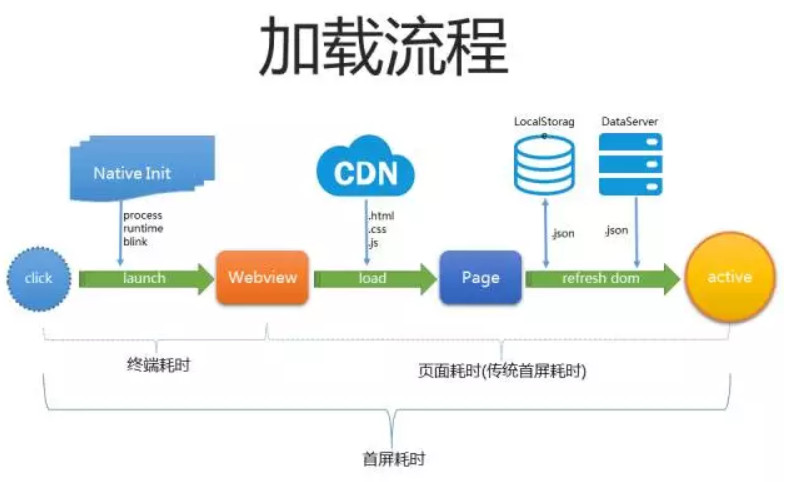 加载流程
LocalStorag
e
DataServer
Native Init
CDN
process
runtime
blink
.html
.css
.js
.json
.json
click
launch
Webview
load
Page
refresh dom
active
终端耗时
页面耗时(传统首屏耗时)
首屏耗时